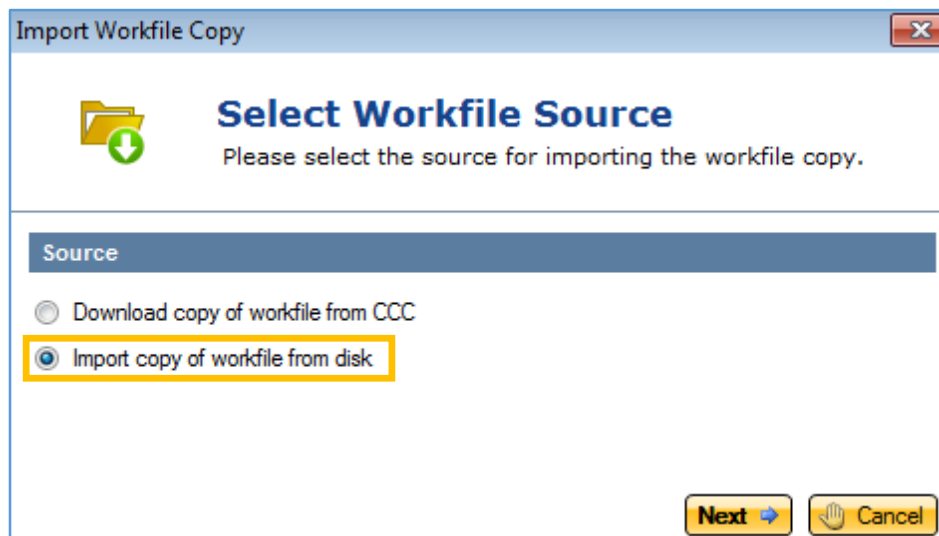 Import Workfile Copy
Select Workfile Source
Please select the source for importing the workfile copy.
Source
Download copy of workfile from CCC
Import copy of workfile from disk
Next
Cancel